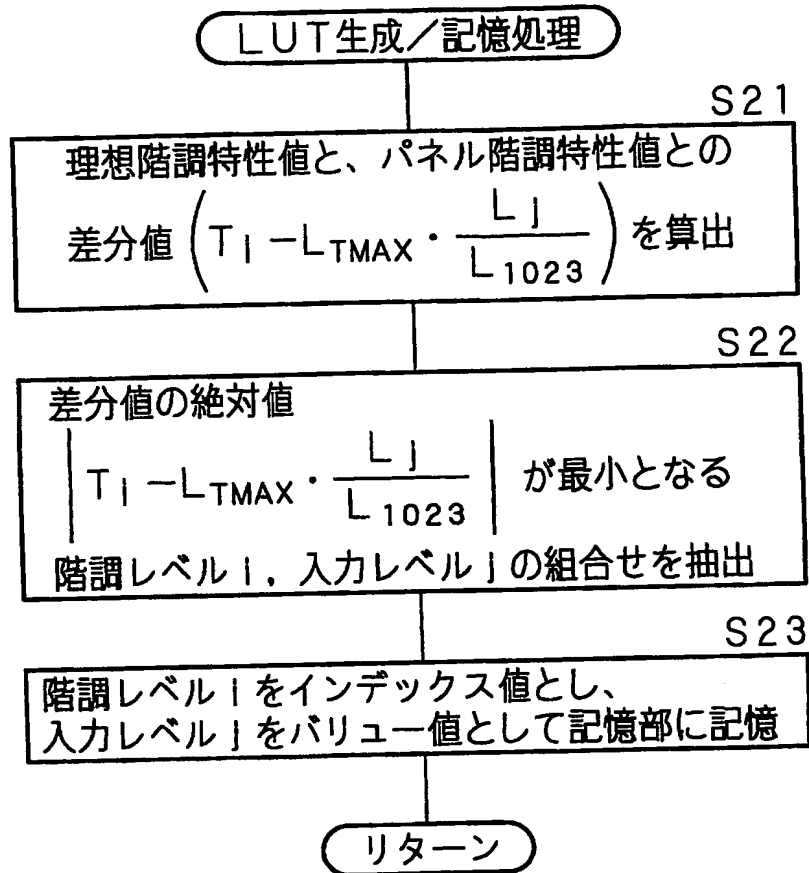 LUT生成／記憶処理
S21
理想階調特性値と、パネル階調特性値との
差分値(Ti−LTMAX・Lj/L1023)を算出
S22
差分値の絶対値
|Ti−LTMAX・Lj/L1023|が最小となる
階調レベルi，入力レベルjの組合せを抽出
S23
階調レベルiをインデックス値とし、
入力レベルjをバリュー値として記憶部に記憶
リターン